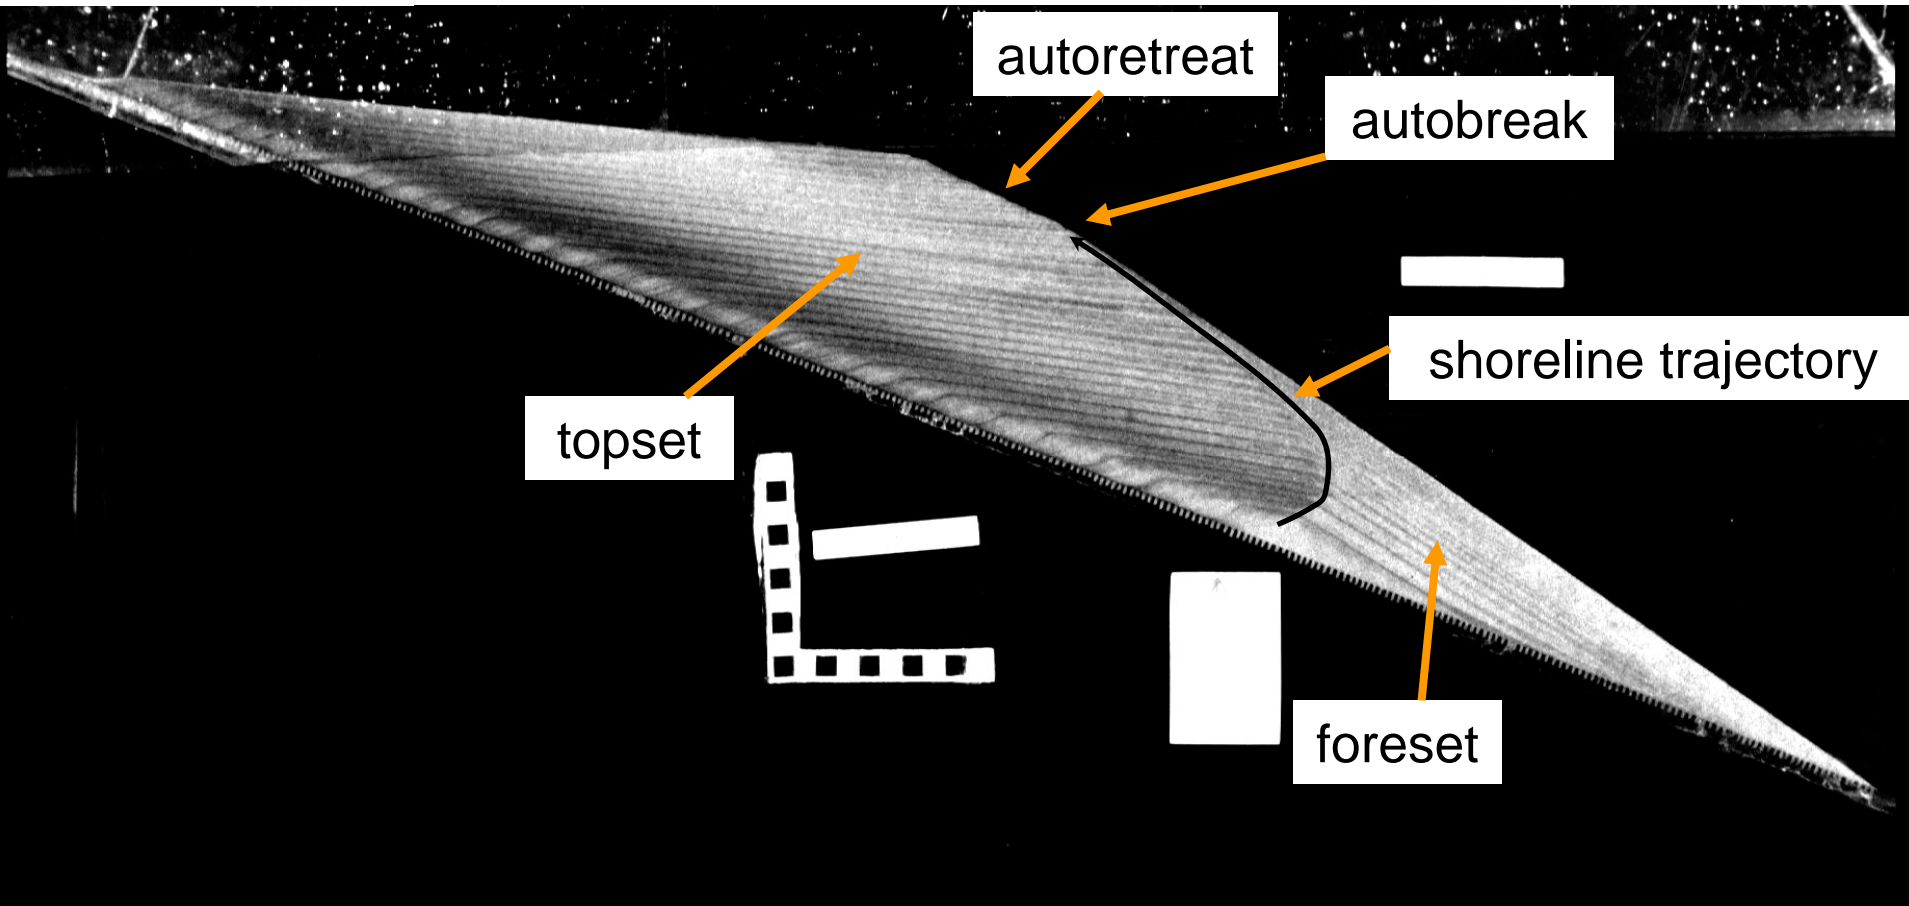 autoretreat
autobreak
shoreline trajectory
topset
foreset